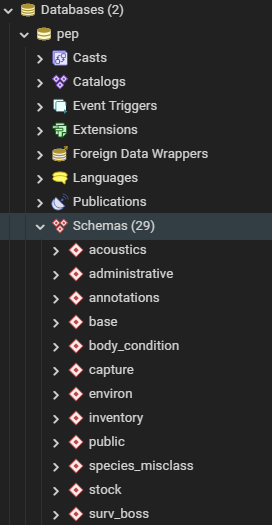 Databases (2)
pep
Casts
Catalogs
Event Triggers
Extensions
Foreign Data Wrappers
Languages
Publications
Schemas (29)
acoustics
administrative
annotations
base
body_condition
capture
environ
inventory
public
species_misclass
stock
surv_boss